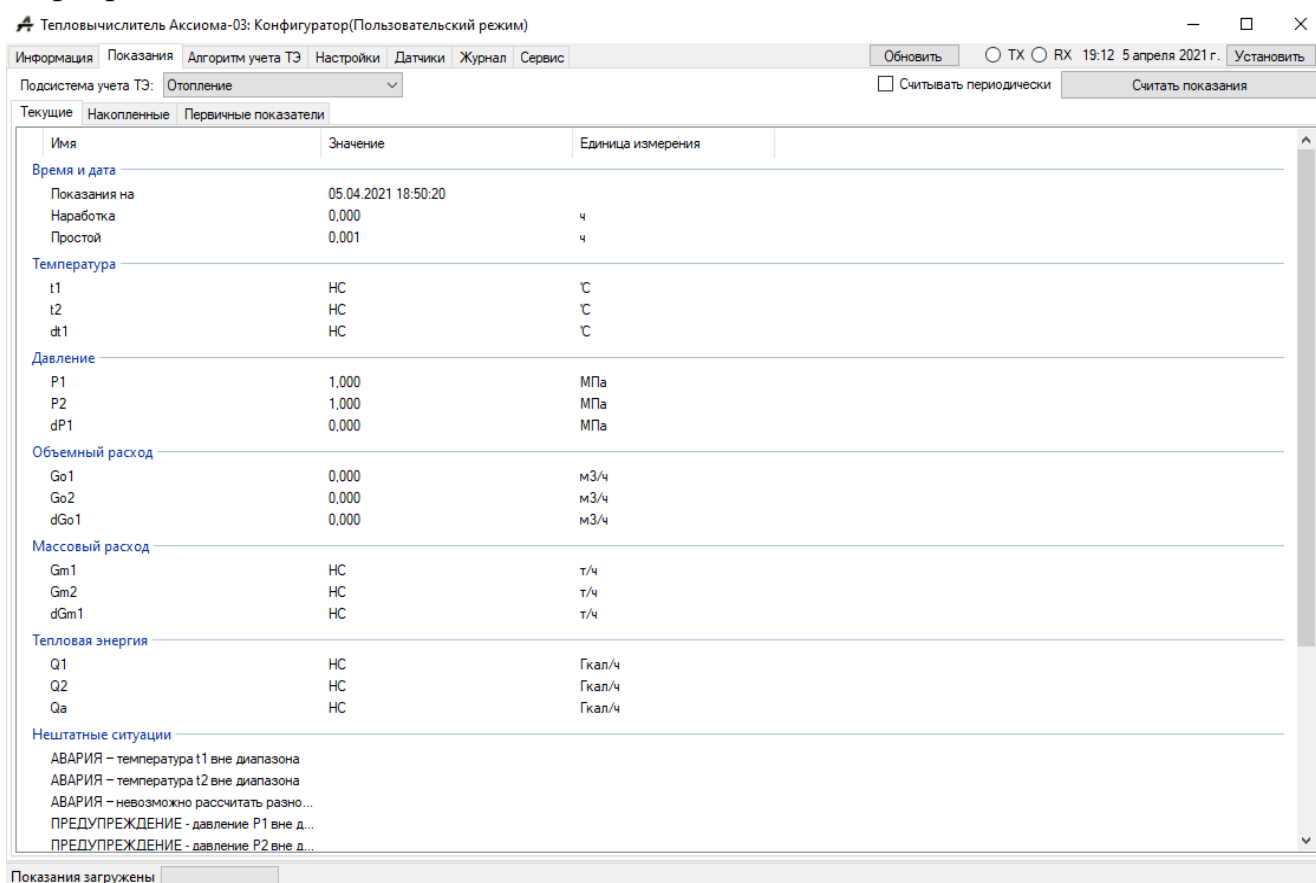 Тепловычислитель Аксиома-03: Конфигуратор(Пользовательский режим)
Информация Показания Алгоритм учета ТЭ Настройки Датчики Журнал Сервис Обновить TX RX 19:12 5 апреля 2021 г. Установить
Подсистема учета ТЭ: Отопление Считывать периодически Считать показания
Текущие Накопленные Первичные показатели
Имя Значение Единица измерения
Время и дата
Показания на 05.04.2021 18:50:20
Наработка 0,000 ч
Простой 0,001 ч
Температура
t1 НС °C
t2 НС °C
dt1 НС °C
Давление
P1 1,000 МПа
P2 1,000 МПа
dP1 0,000 МПа
Объемный расход
Go1 0,000 м3/ч
Go2 0,000 м3/ч
dGo1 0,000 м3/ч
Массовый расход
Gm1 НС т/ч
Gm2 НС т/ч
dGm1 НС т/ч
Тепловая энергия
Q1 НС Гкал/ч
Q2 НС Гкал/ч
Qa НС Гкал/ч
Нештатные ситуации
АВАРИЯ – температура t1 вне диапазона
АВАРИЯ – температура t2 вне диапазона
АВАРИЯ – невозможно рассчитать разно...
ПРЕДУПРЕЖДЕНИЕ - давление P1 вне д...
ПРЕДУПРЕЖДЕНИЕ - давление P2 вне д...
Показания загружены